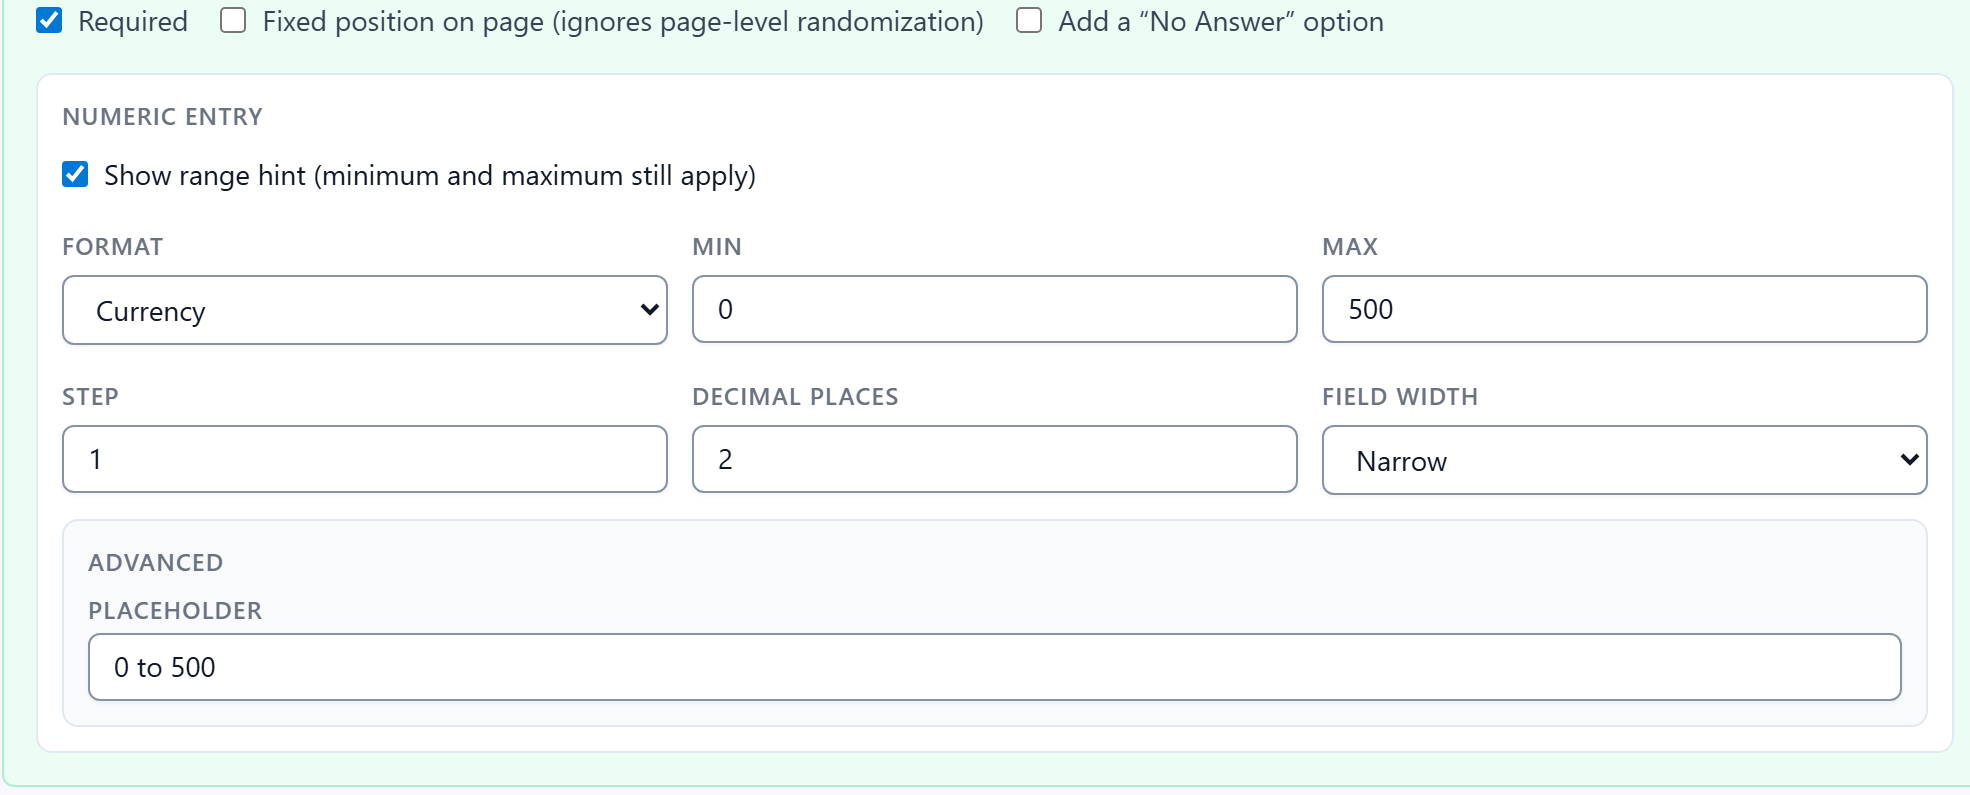 Required Fixed position on page (ignores page-level randomization) Add a “No Answer” option
NUMERIC ENTRY
Show range hint (minimum and maximum still apply)
FORMAT MIN MAX
Currency 0 500
STEP DECIMAL PLACES FIELD WIDTH
1 2 Narrow
ADVANCED
PLACEHOLDER
0 to 500